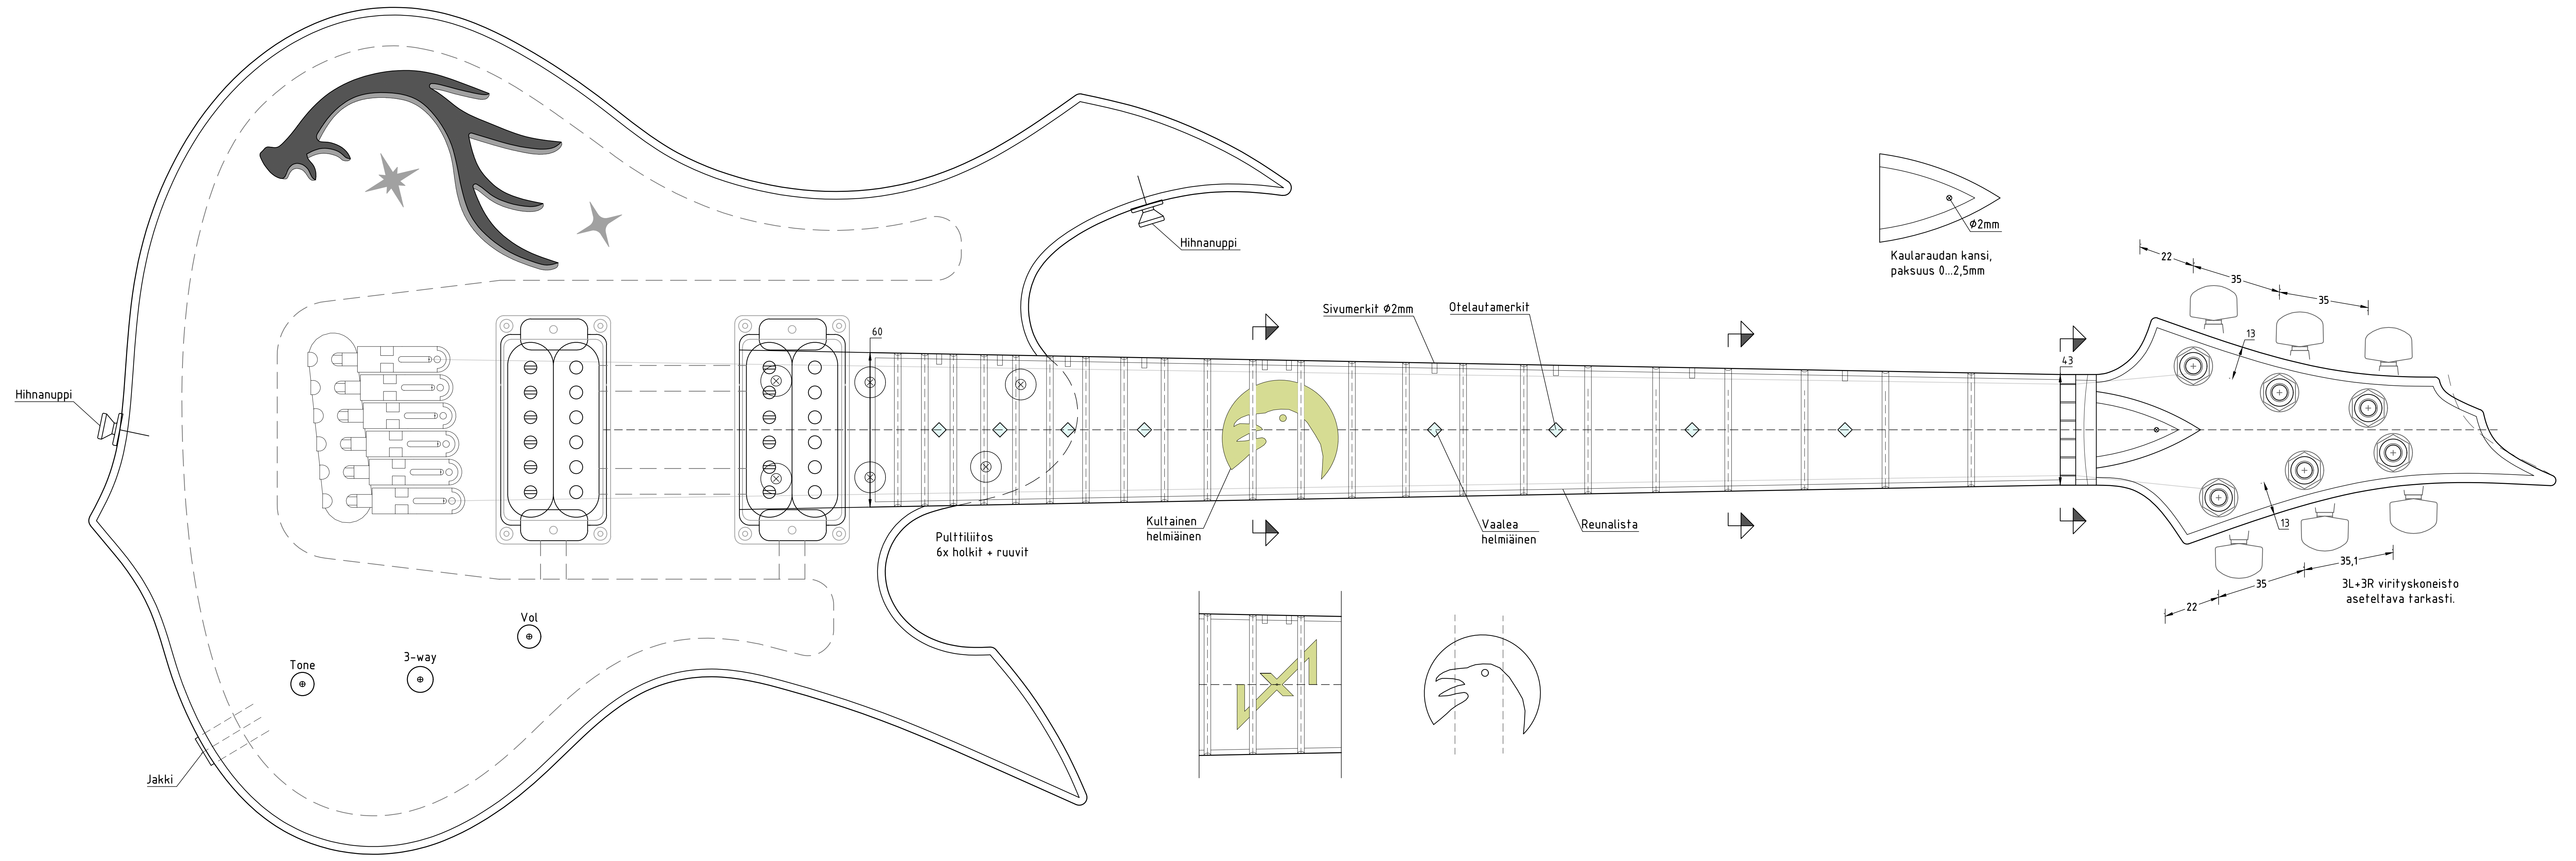 Hihnanuppi
Hihnanuppi
Ø2mm
Kaularaudan kansi,
paksuus 0...2,5mm
22
35
35
13
Sivumerkit Ø2mm
Otelautamerkit
60
43
Kultainen
helmiäinen
Vaalea
helmiäinen
Reunalista
Pulttiliitos
6x holkit + ruuvit
13
35,1
35
22
3L+3R virityskoneisto
aseteltava tarkasti.
Vol
3-way
Tone
Jakki